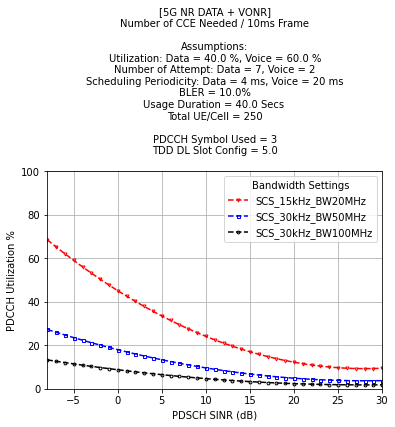 [5G NR DATA + VONR]
Number of CCE Needed / 10ms Frame
Assumptions:
Utilization: Data = 40.0 %, Voice = 60.0 %
Number of Attempt: Data = 7, Voice = 2
Scheduling Periodicity: Data = 4 ms, Voice = 20 ms
BLER = 10.0%
Usage Duration = 40.0 Secs
Total UE/Cell = 250
PDCCH Symbol Used = 3
TDD DL Slot Config = 5.0
Bandwidth Settings
SCS_15kHz_BW20MHz
SCS_30kHz_BW50MHz
SCS_30kHz_BW100MHz
PDCCH Utilization %
100
80
60
40
20
0
−5 0 5 10 15 20 25 30
PDSCH SINR (dB)